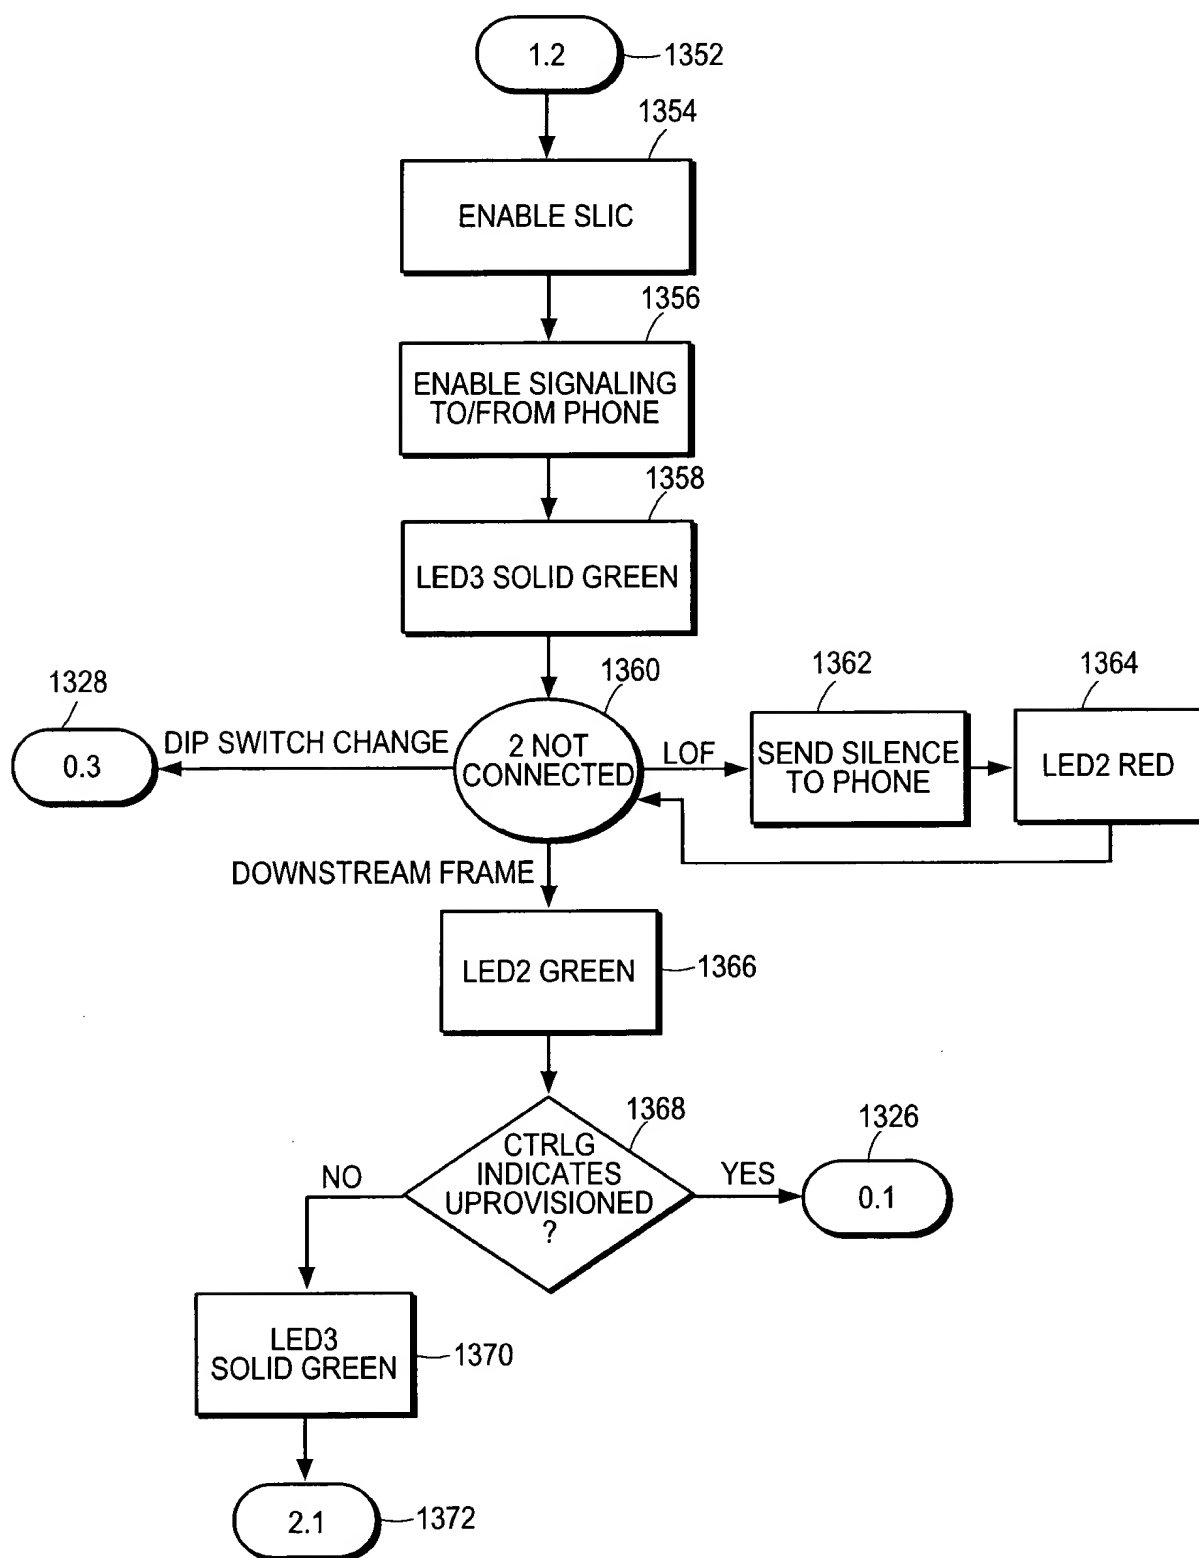 1.2
1352
1354
ENABLE SLIC
1356
ENABLE SIGNALING
TO/FROM PHONE
1358
LED3 SOLID GREEN
1328
0.3
DIP SWITCH CHANGE
1360
2 NOT
CONNECTED
LOF
1362
SEND SILENCE
TO PHONE
1364
LED2 RED
DOWNSTREAM FRAME
LED2 GREEN
1366
1368
CTRLG
INDICATES
UPROVISIONED
?
NO
YES
1326
0.1
LED3
SOLID GREEN
1370
2.1
1372